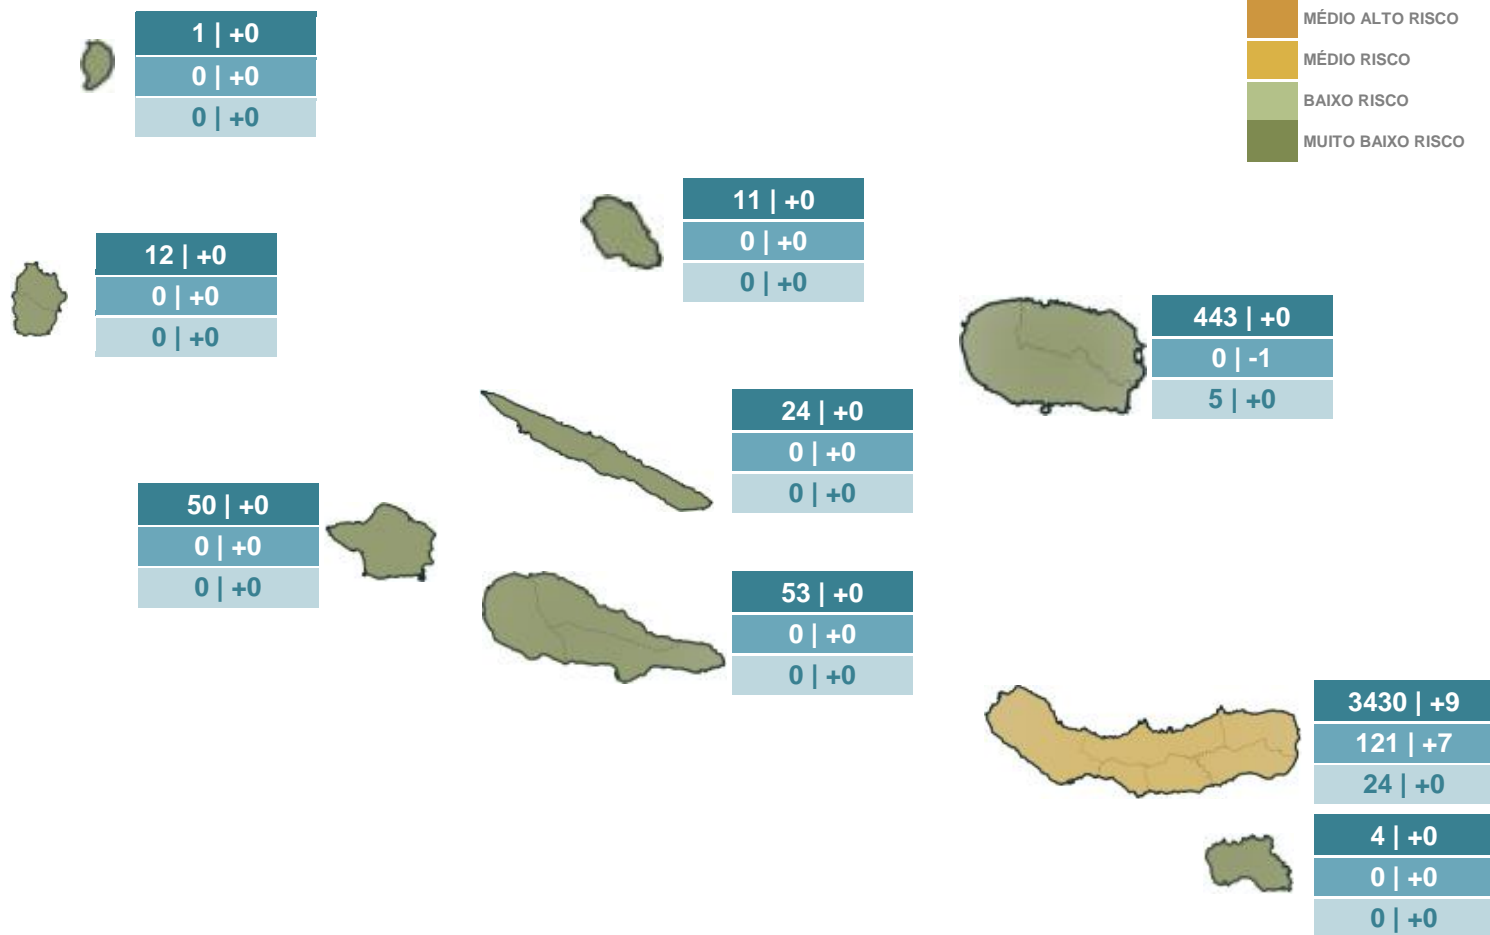 1 | +0
0 | +0
0 | +0
MÉDIO ALTO RISCO
MÉDIO RISCO
BAIXO RISCO
MUITO BAIXO RISCO
11 | +0
0 | +0
0 | +0
12 | +0
0 | +0
0 | +0
443 | +0
0 | -1
5 | +0
24 | +0
0 | +0
0 | +0
50 | +0
0 | +0
0 | +0
53 | +0
0 | +0
0 | +0
3430 | +9
121 | +7
24 | +0
4 | +0
0 | +0
0 | +0